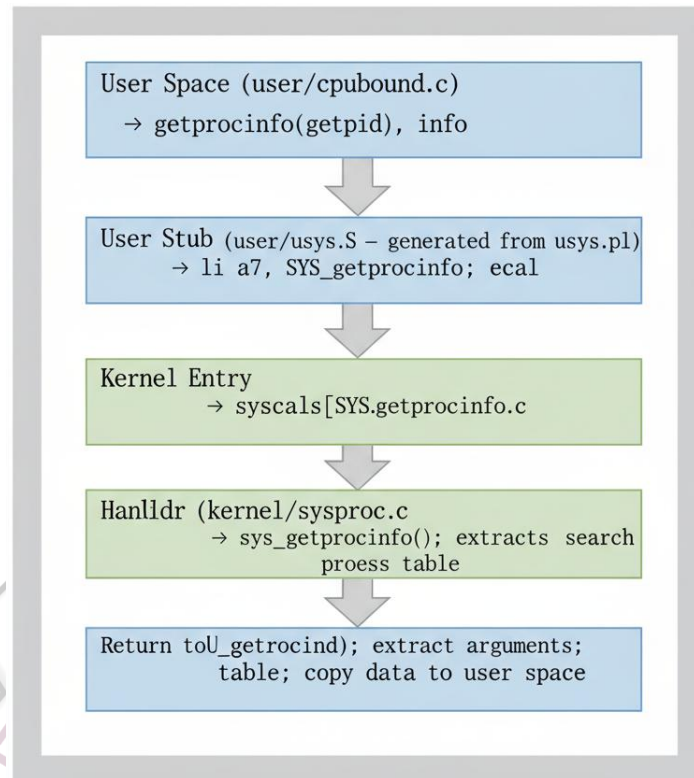 User Space (user/cpubound.c)
→ getprocinfo(getpid), info
User Stub (user/usys.S – generated from usys.pl)
→ li a7, SYS_getprocinfo; ecal
Kernel Entry
→ syscals[SYS.getprocinfo.c
Hanlldr (kernel/sysproc.c
→ sys_getprocinfo(); extracts search
proess table
Return toU_getrocind); extract arguments;
table; copy data to user space